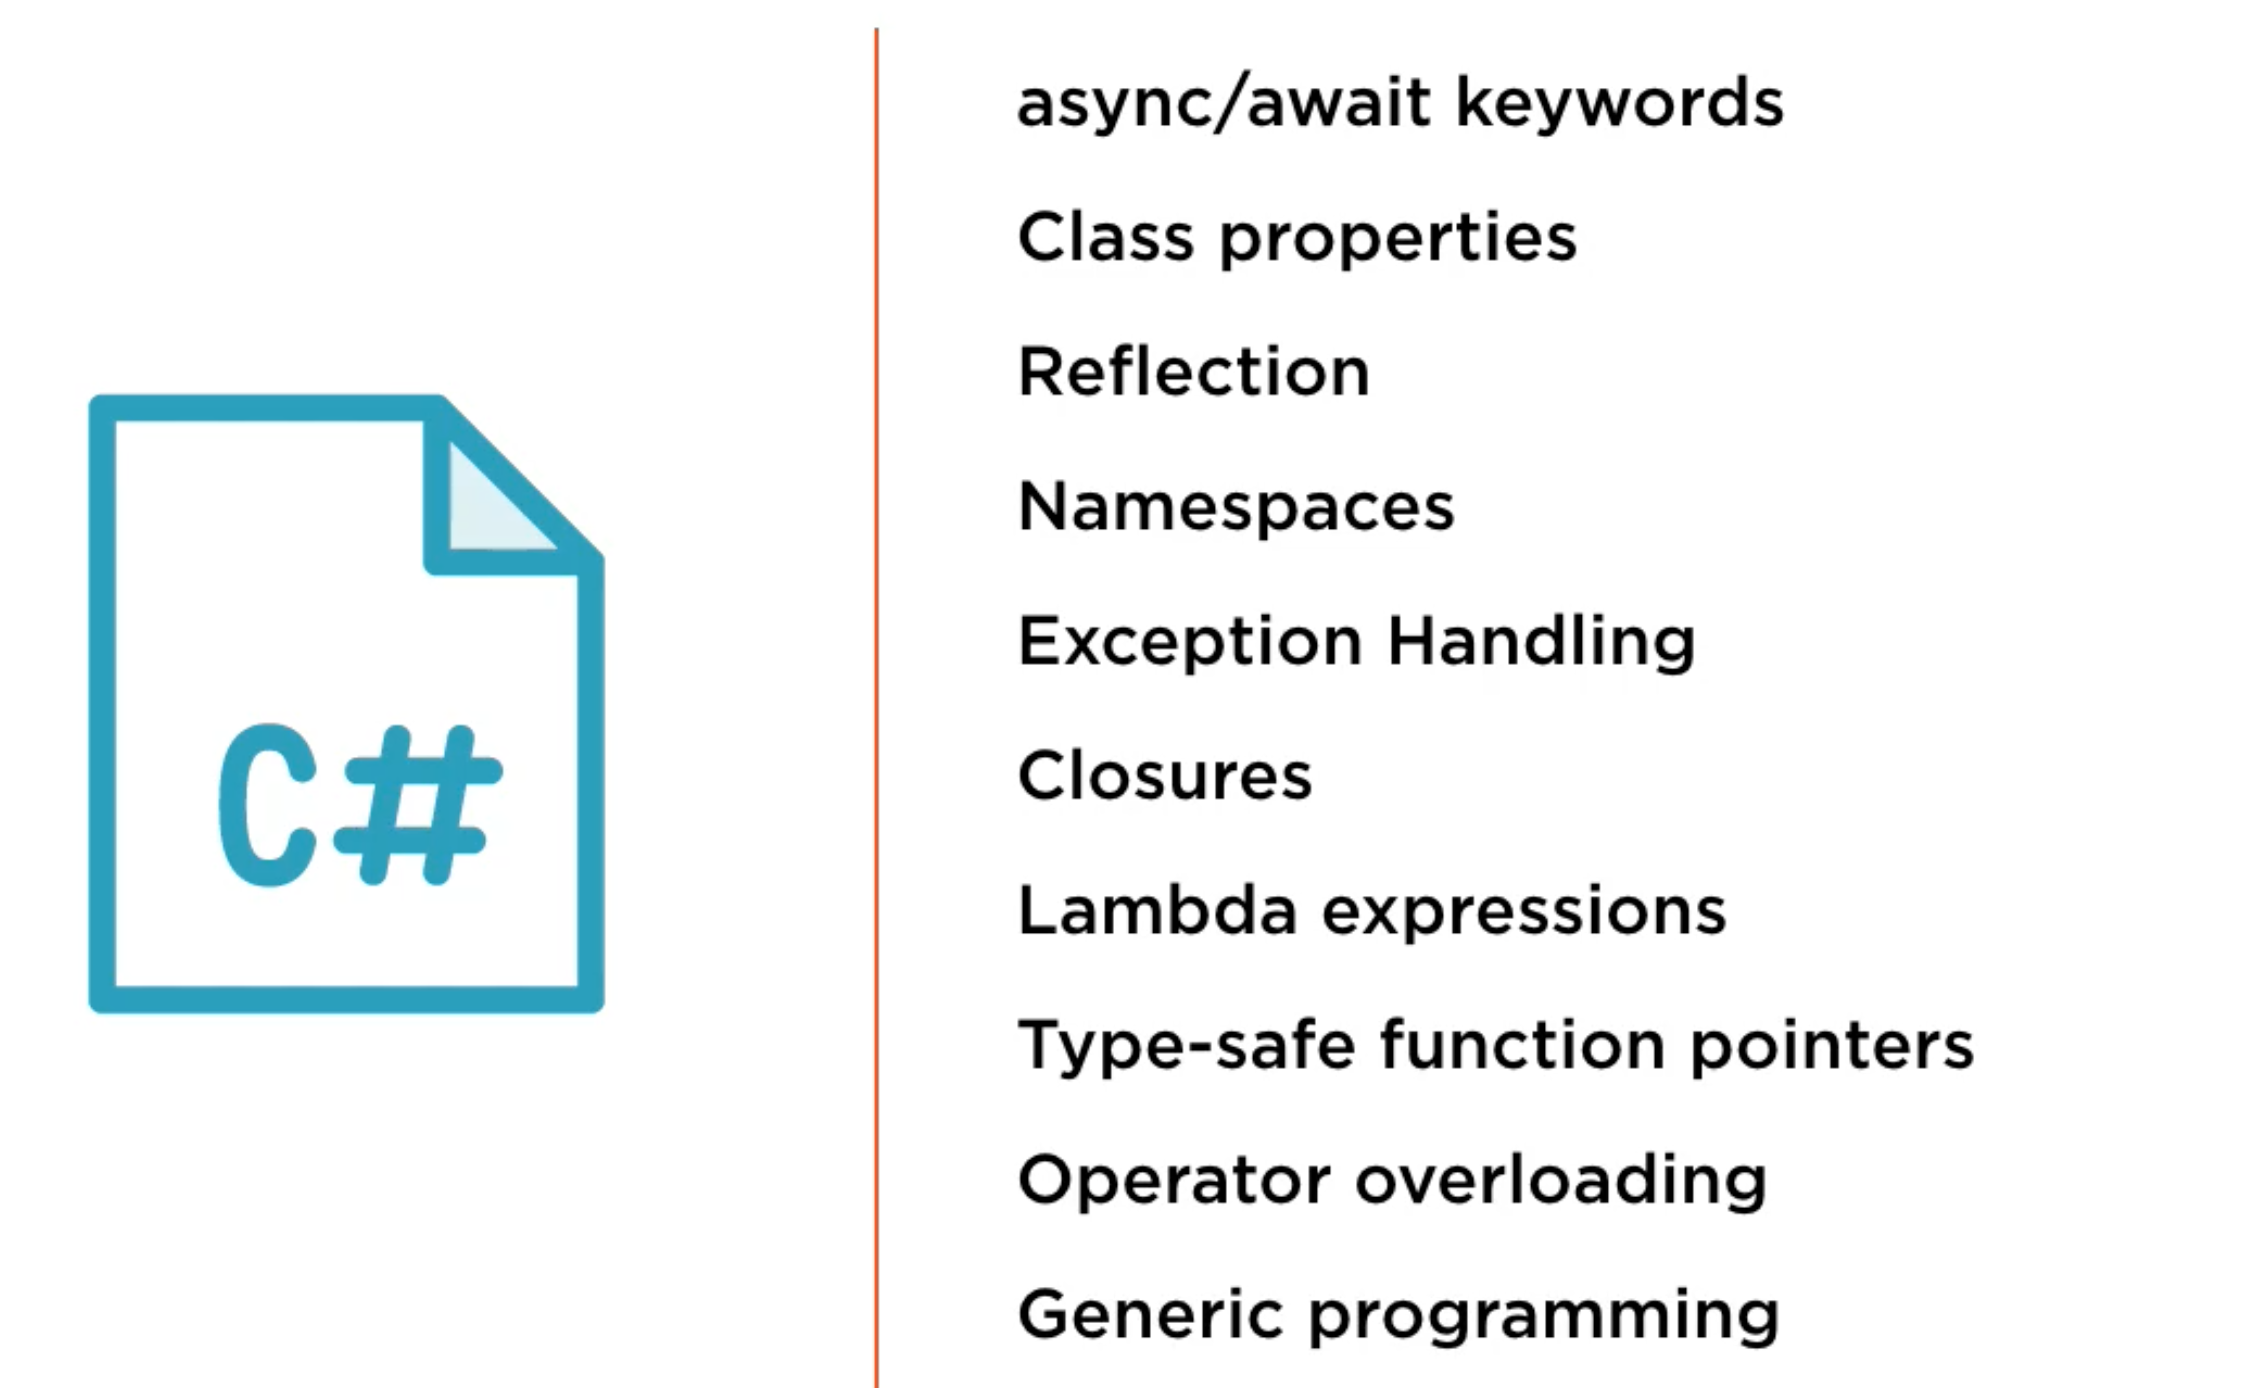 C#
async/await keywords
Class properties
Reflection
Namespaces
Exception Handling
Closures
Lambda expressions
Type-safe function pointers
Operator overloading
Generic programming